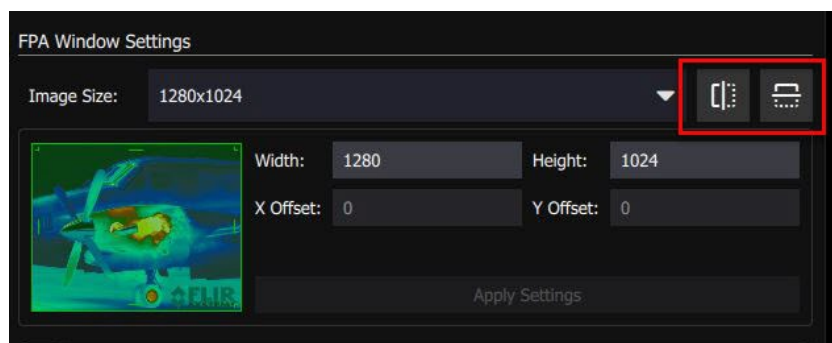 FPA Window Settings
Image Size: 1280x1024
Width: 1280 Height: 1024
X Offset: 0 Y Offset: 0
FLIR
Apply Settings